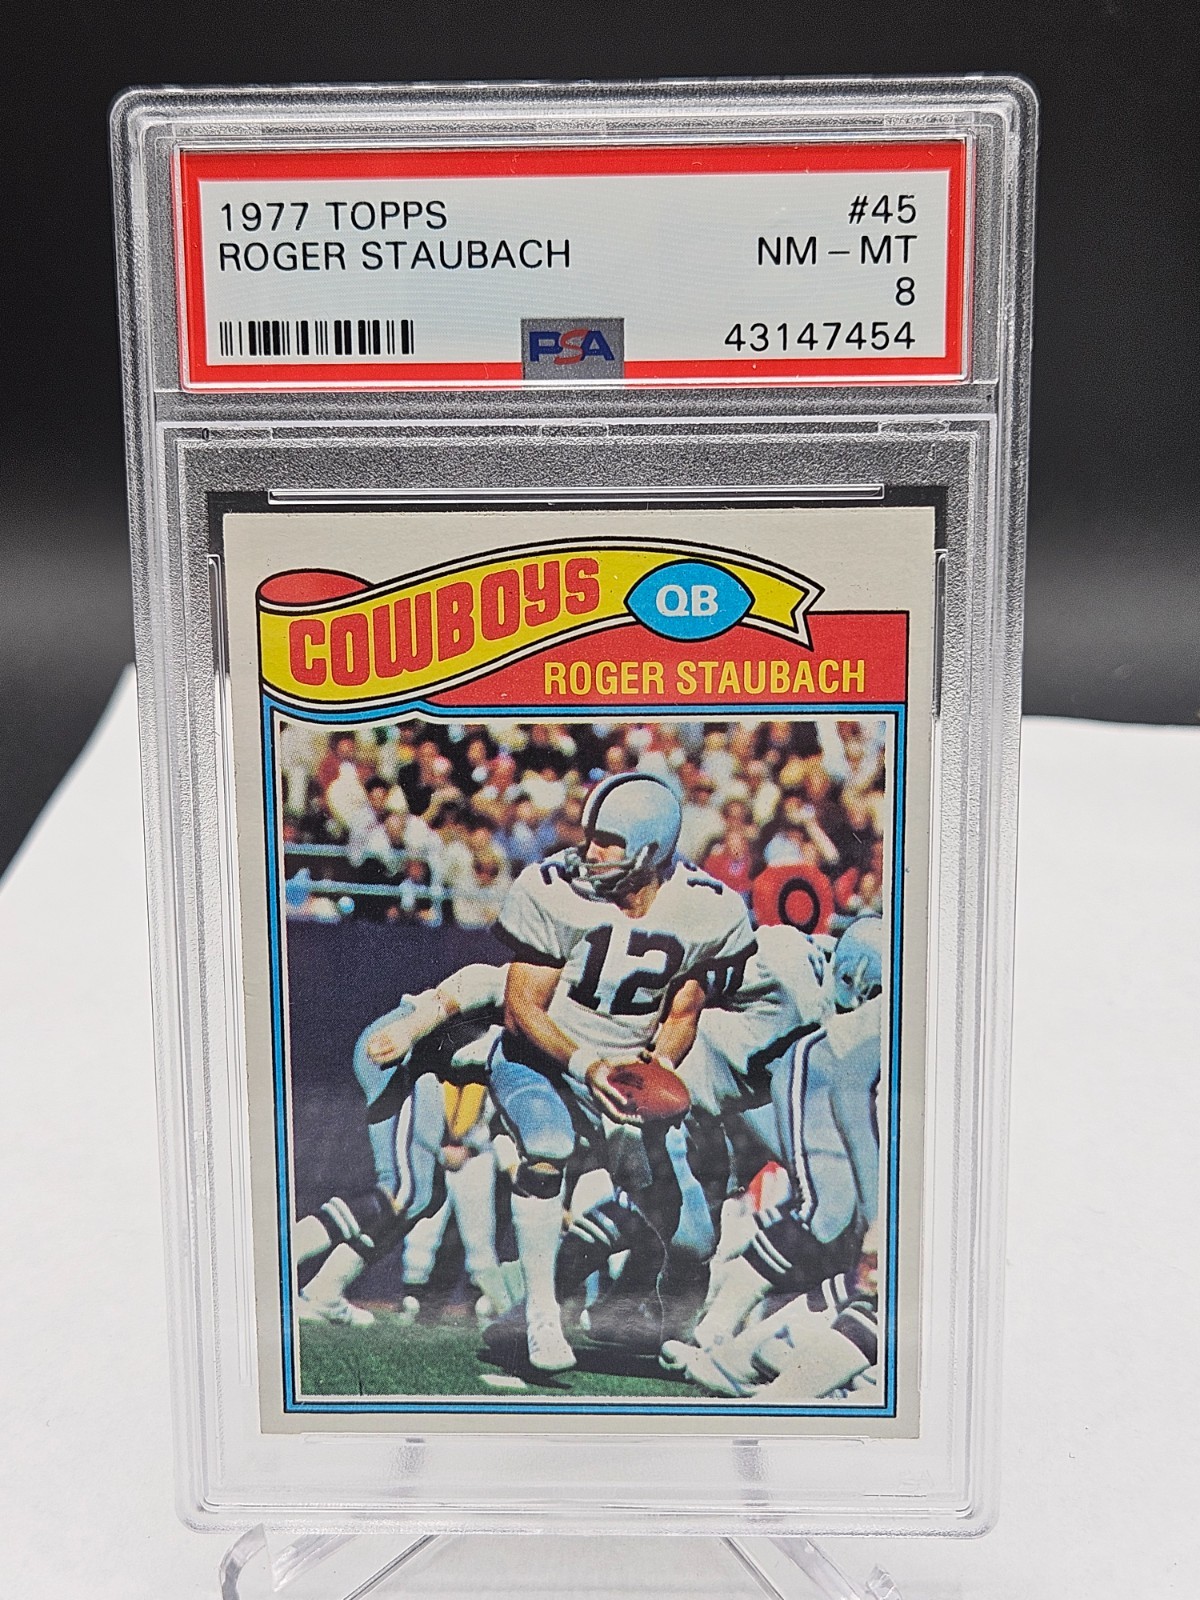 1977 TOPPS #45
ROGER STAUBACH NM - MT
8
PSA 43147454
COWBOYS QB
ROGER STAUBACH
12